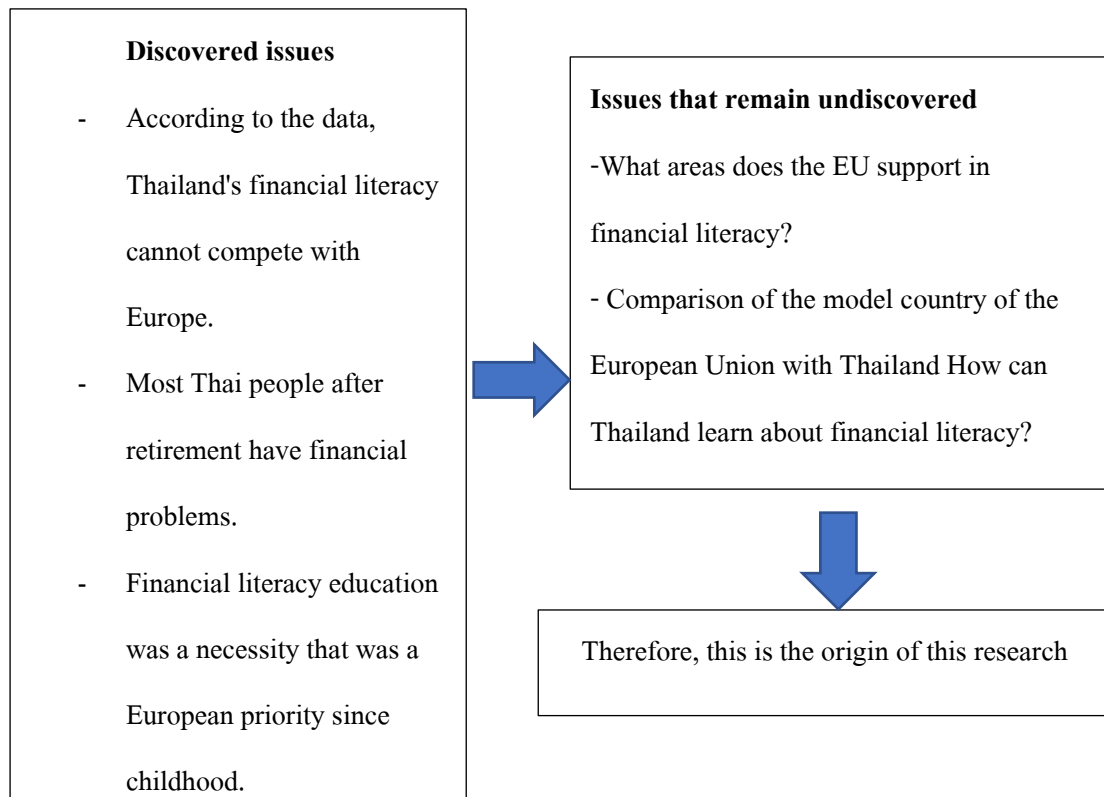 Discovered issues
- According to the data,
Thailand's financial literacy
cannot compete with
Europe.
- Most Thai people after
retirement have financial
problems.
- Financial literacy education
was a necessity that was a
European priority since
childhood.
Issues that remain undiscovered
-What areas does the EU support in
financial literacy?
- Comparison of the model country of the
European Union with Thailand How can
Thailand learn about financial literacy?
Therefore, this is the origin of this research